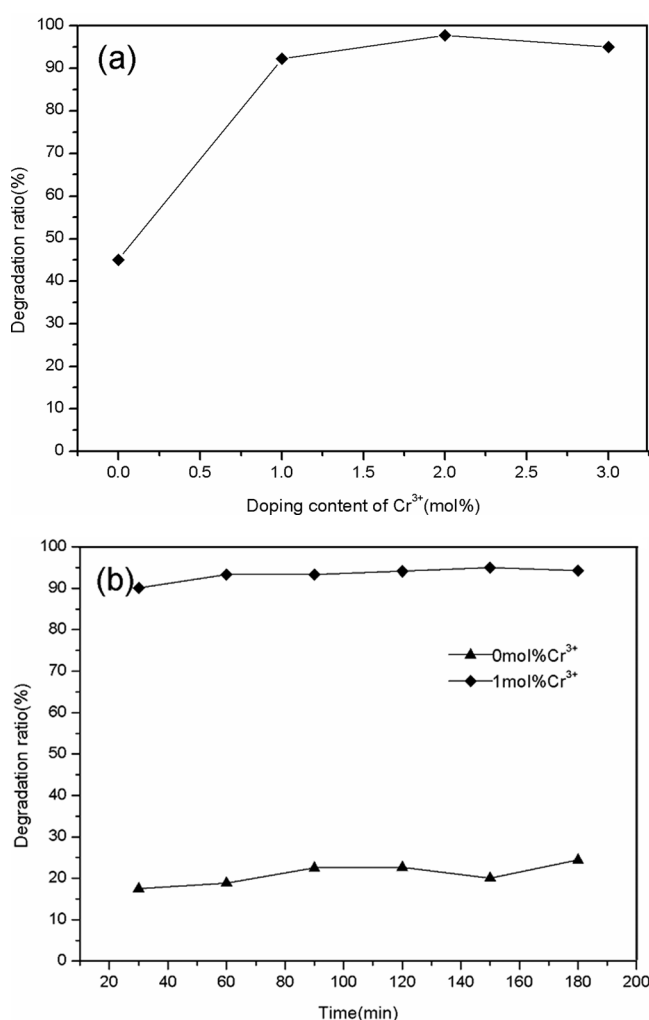 (a)
Degradation ratio(%)
100
90
80
70
60
50
40
30
20
10
0
0.0 0.5 1.0 1.5 2.0 2.5 3.0
Doping content of Cr³⁺(mol%)
(b)
Degradation ratio(%)
100
90
80
70
60
50
40
30
20
10
0
0mol%Cr³⁺
1mol%Cr³⁺
20 40 60 80 100 120 140 160 180 200
Time(min)